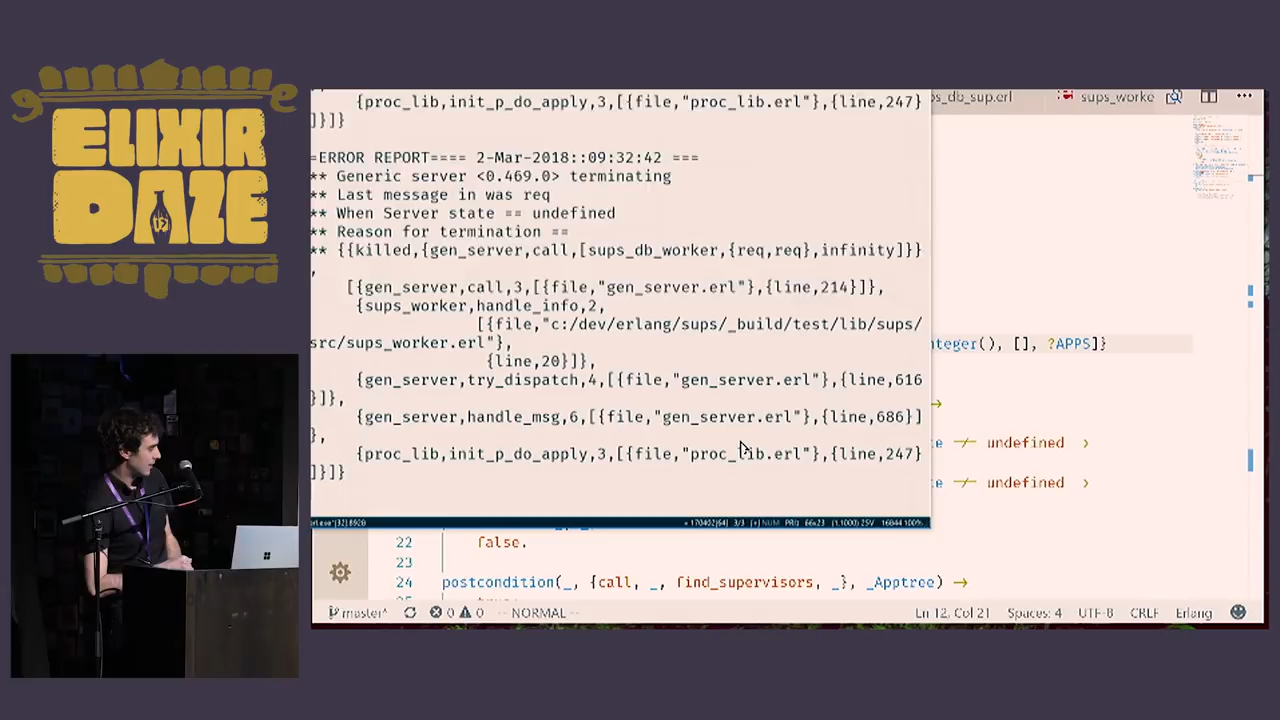 ELIXIR
DAZE
{proc_lib,init_p_do_apply,3,[{file,"proc_lib.erl"},{line,247}
]}]}
=ERROR REPORT==== 2-Mar-2018::09:32:42 ===
** Generic server <0.469.0> terminating
** Last message in was req
** When Server state == undefined
** Reason for termination ==
** {{killed,{gen_server,call,[sups_db_worker,{req,req},infinity]}}
,
[{gen_server,call,3,[{file,"gen_server.erl"},{line,214}]},
{sups_worker,handle_info,2,
[{file,"c:/dev/erlang/sups/_build/test/lib/sups/
src/sups_worker.erl"},
{line,20}]},
{gen_server,try_dispatch,4,[{file,"gen_server.erl"},{line,616
}]},
{gen_server,handle_msg,6,[{file,"gen_server.erl"},{line,686}]
},
{proc_lib,init_p_do_apply,3,[{file,"proc_lib.erl"},{line,247}
]}]}
s_db_sup.erl
sups_worke
nteger(), [], ?APPS]}
→
te =/= undefined
te =/= undefined
22 false.
23
24 postcondition(_, {call, _, find_supervisors, _}, _Apptree) →
master* 0 0 -- NORMAL -- Ln 12, Col 21 Spaces: 4 UTF-8 CRLF Erlang